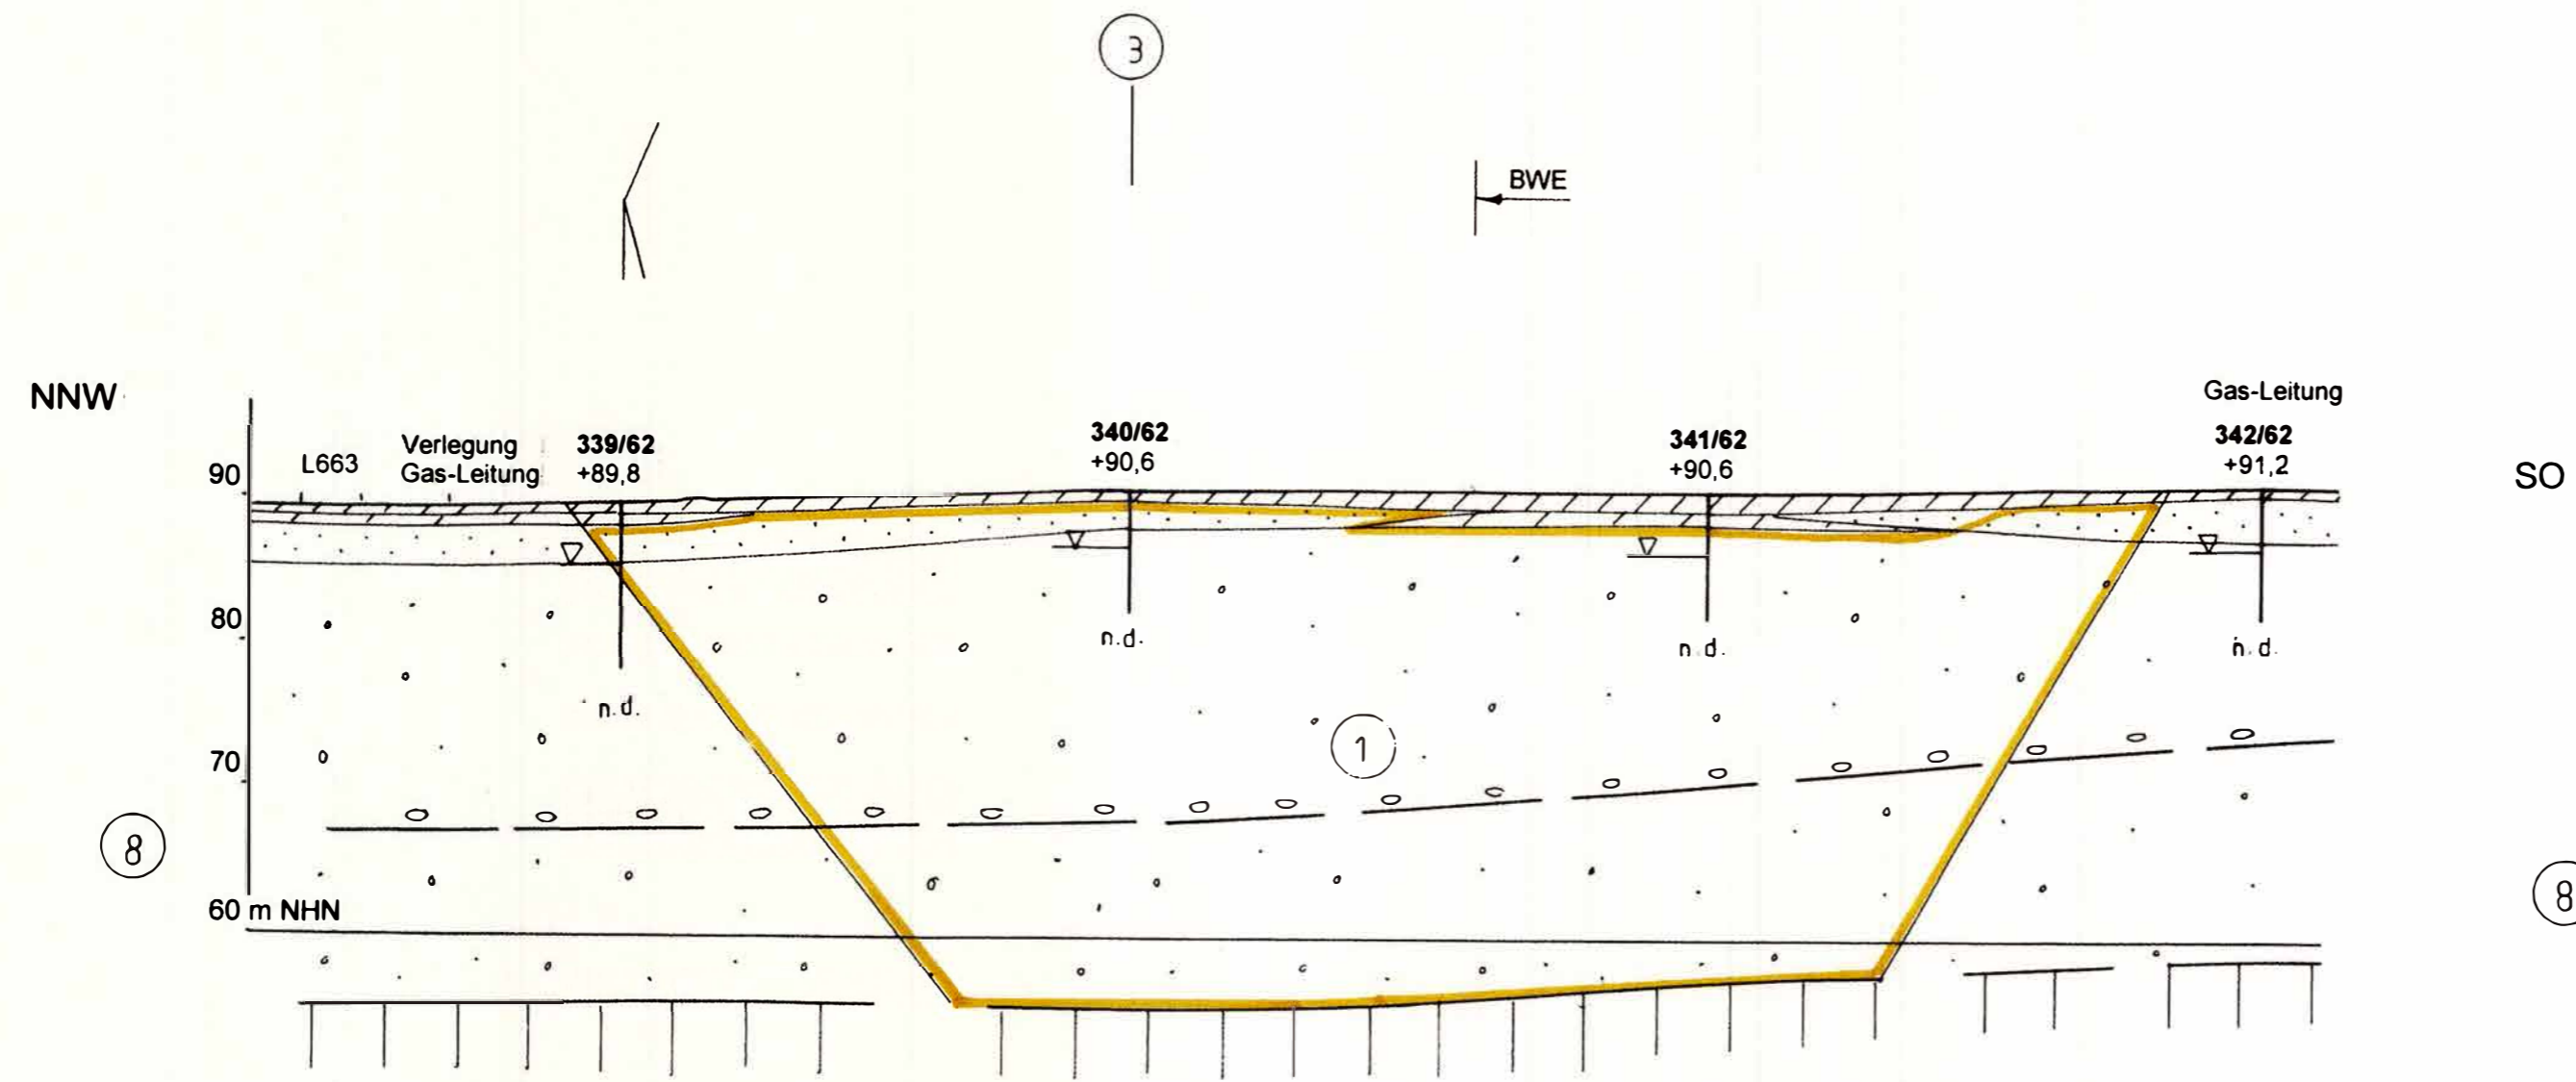 3
BWE
NNW
Gas-Leitung
Verlegung
Gas-Leitung
L663
339/62
+89,8
340/62
+90,6
341/62
+90,6
342/62
+91,2
SO
90
80
n.d.
n.d.
n.d.
n.d.
70
1
8
8
60 m NHN